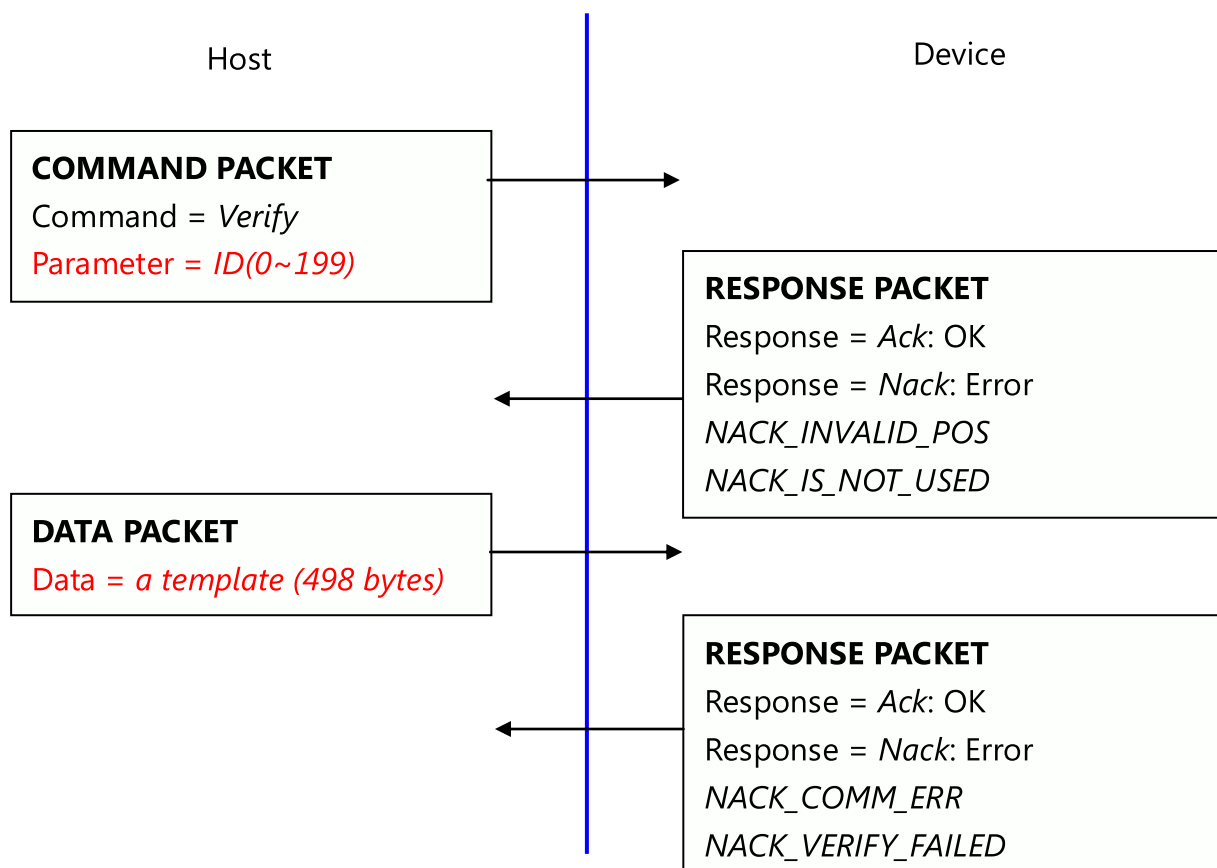 Host
Device
COMMAND PACKET
Command = Verify
Parameter = ID(0~199)
RESPONSE PACKET
Response = Ack: OK
Response = Nack: Error
NACK_INVALID_POS
NACK_IS_NOT_USED
DATA PACKET
Data = a template (498 bytes)
RESPONSE PACKET
Response = Ack: OK
Response = Nack: Error
NACK_COMM_ERR
NACK_VERIFY_FAILED